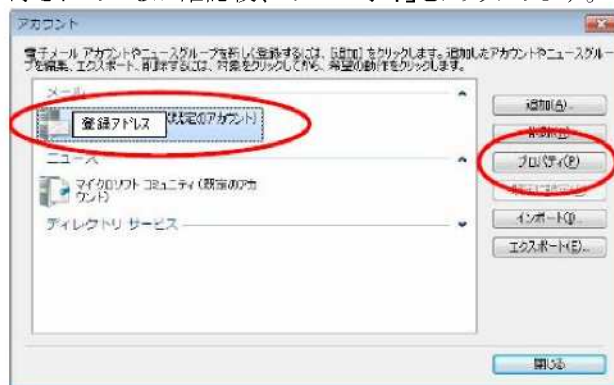 アカウント
電子メール アカウントやニュースグループを新しく登録するには、[追加] をクリックします。追加したアカウントやニュースグルー
プを編集、エクスポート、削除するには、対象をクリックしてから、希望の動作をクリックします。
メール
登録アドレス (既定のアカウント)
追加(A)...
ニュース
プロパティ(P)
マイクロソフト コミュニティ (既定のアカ
ウント)
インポート(I)...
ディレクトリ サービス
エクスポート(E)...
閉じる